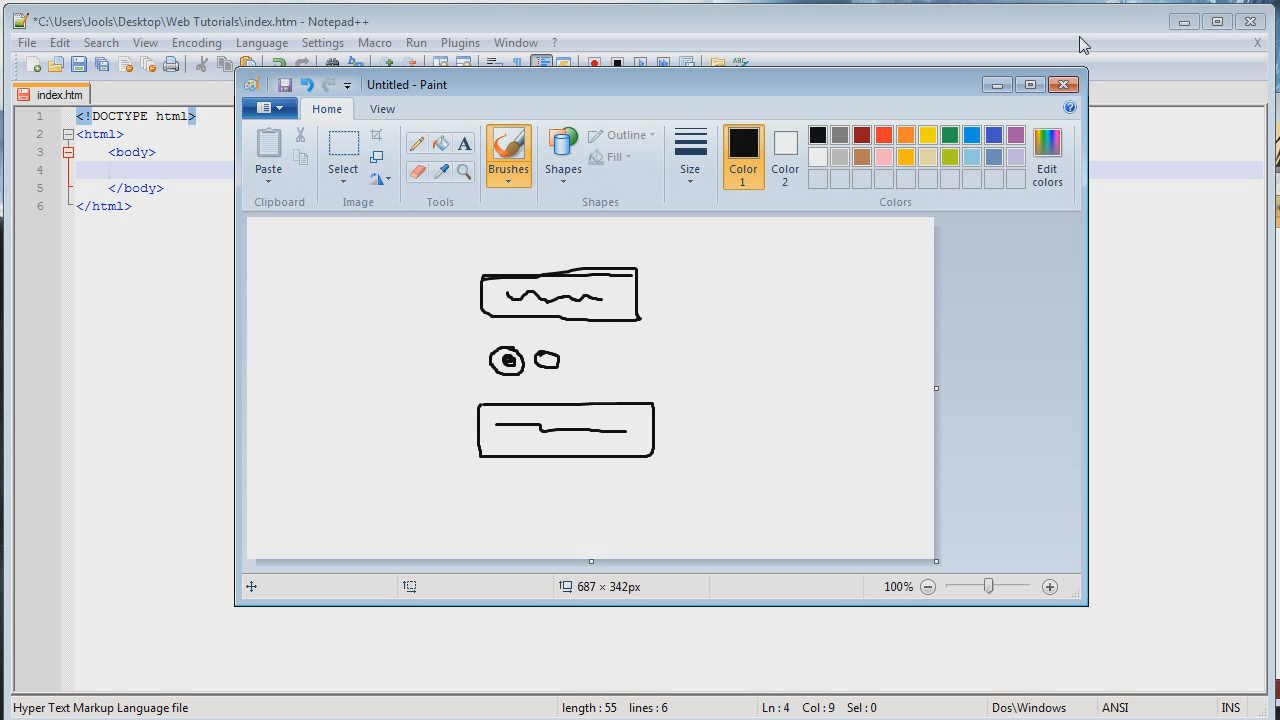 *C:\Users\Jools\Desktop\Web Tutorials\index.htm - Notepad++
File Edit Search View Encoding Language Settings Macro Run Plugins Window ? X
index.htm
1 <!DOCTYPE html>
2 <html>
3 <body>
4
5 </body>
6 </html>
Untitled - Paint
Home View
Paste Select A Brushes Shapes Outline Fill Size Color 1 Color 2 Edit colors
Clipboard Image Tools Shapes Colors
687 × 342px 100%
Hyper Text Markup Language file length : 55 lines : 6 Ln : 4 Col : 9 Sel : 0 Dos\Windows ANSI INS